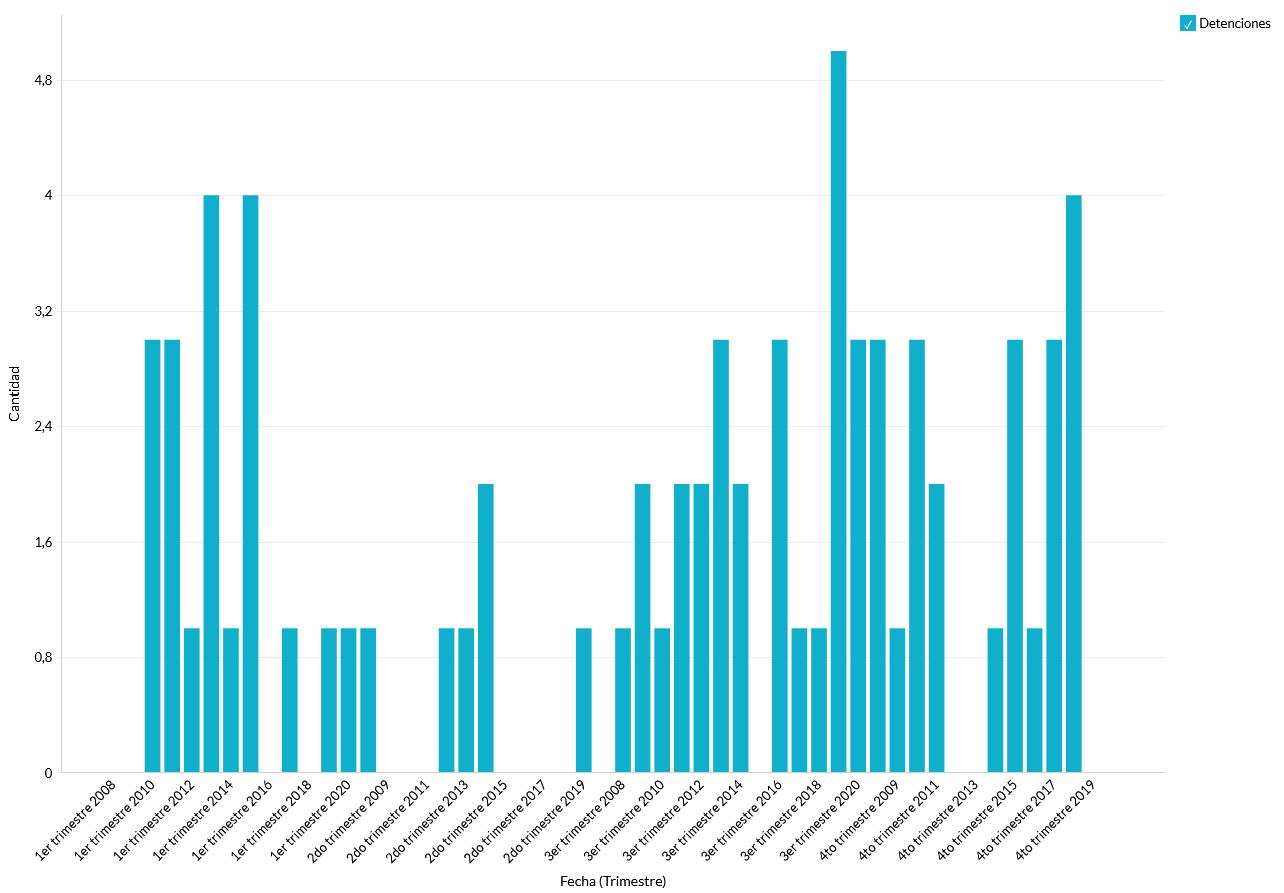 Detenciones
4,8
4
3,2
2,4
1,6
0,8
0
Cantidad
1er trimestre 2008
1er trimestre 2010
1er trimestre 2012
1er trimestre 2014
1er trimestre 2016
1er trimestre 2018
1er trimestre 2020
2do trimestre 2009
2do trimestre 2011
2do trimestre 2013
2do trimestre 2015
2do trimestre 2017
2do trimestre 2019
3er trimestre 2008
3er trimestre 2010
3er trimestre 2012
3er trimestre 2014
3er trimestre 2016
3er trimestre 2018
3er trimestre 2020
4to trimestre 2009
4to trimestre 2011
4to trimestre 2013
4to trimestre 2015
4to trimestre 2017
4to trimestre 2019
Fecha (Trimestre)